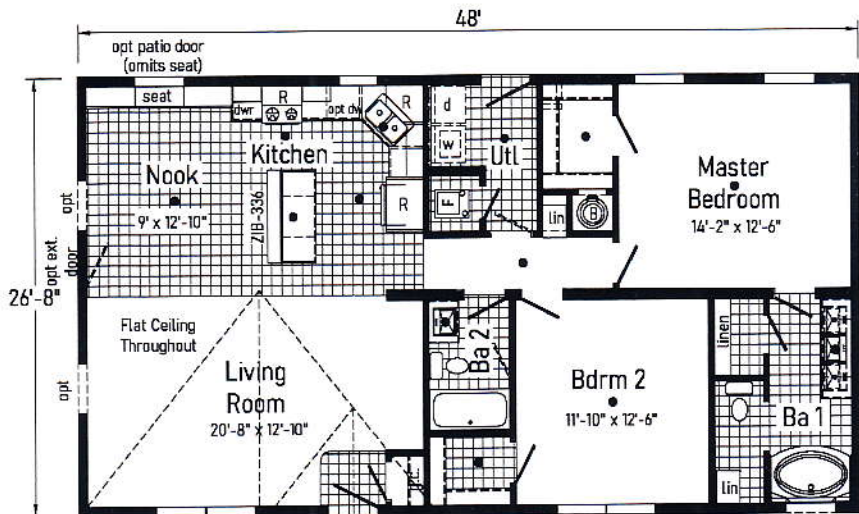 48'
opt patio door
(omits seat)
seat
R
dwr
opt dw
R
d
w
Utl
Kitchen
Nook
9' x 12'-10"
ZIB-336
R
F
lin
B
Master
Bedroom
14'-2" x 12'-6"
opt
opt ext.
door
26'-8"
Flat Ceiling
Throughout
Living
Room
20'-8" x 12'-10"
opt
Ba 2
Bdrm 2
11'-10" x 12'-6"
linen
Ba 1
lin